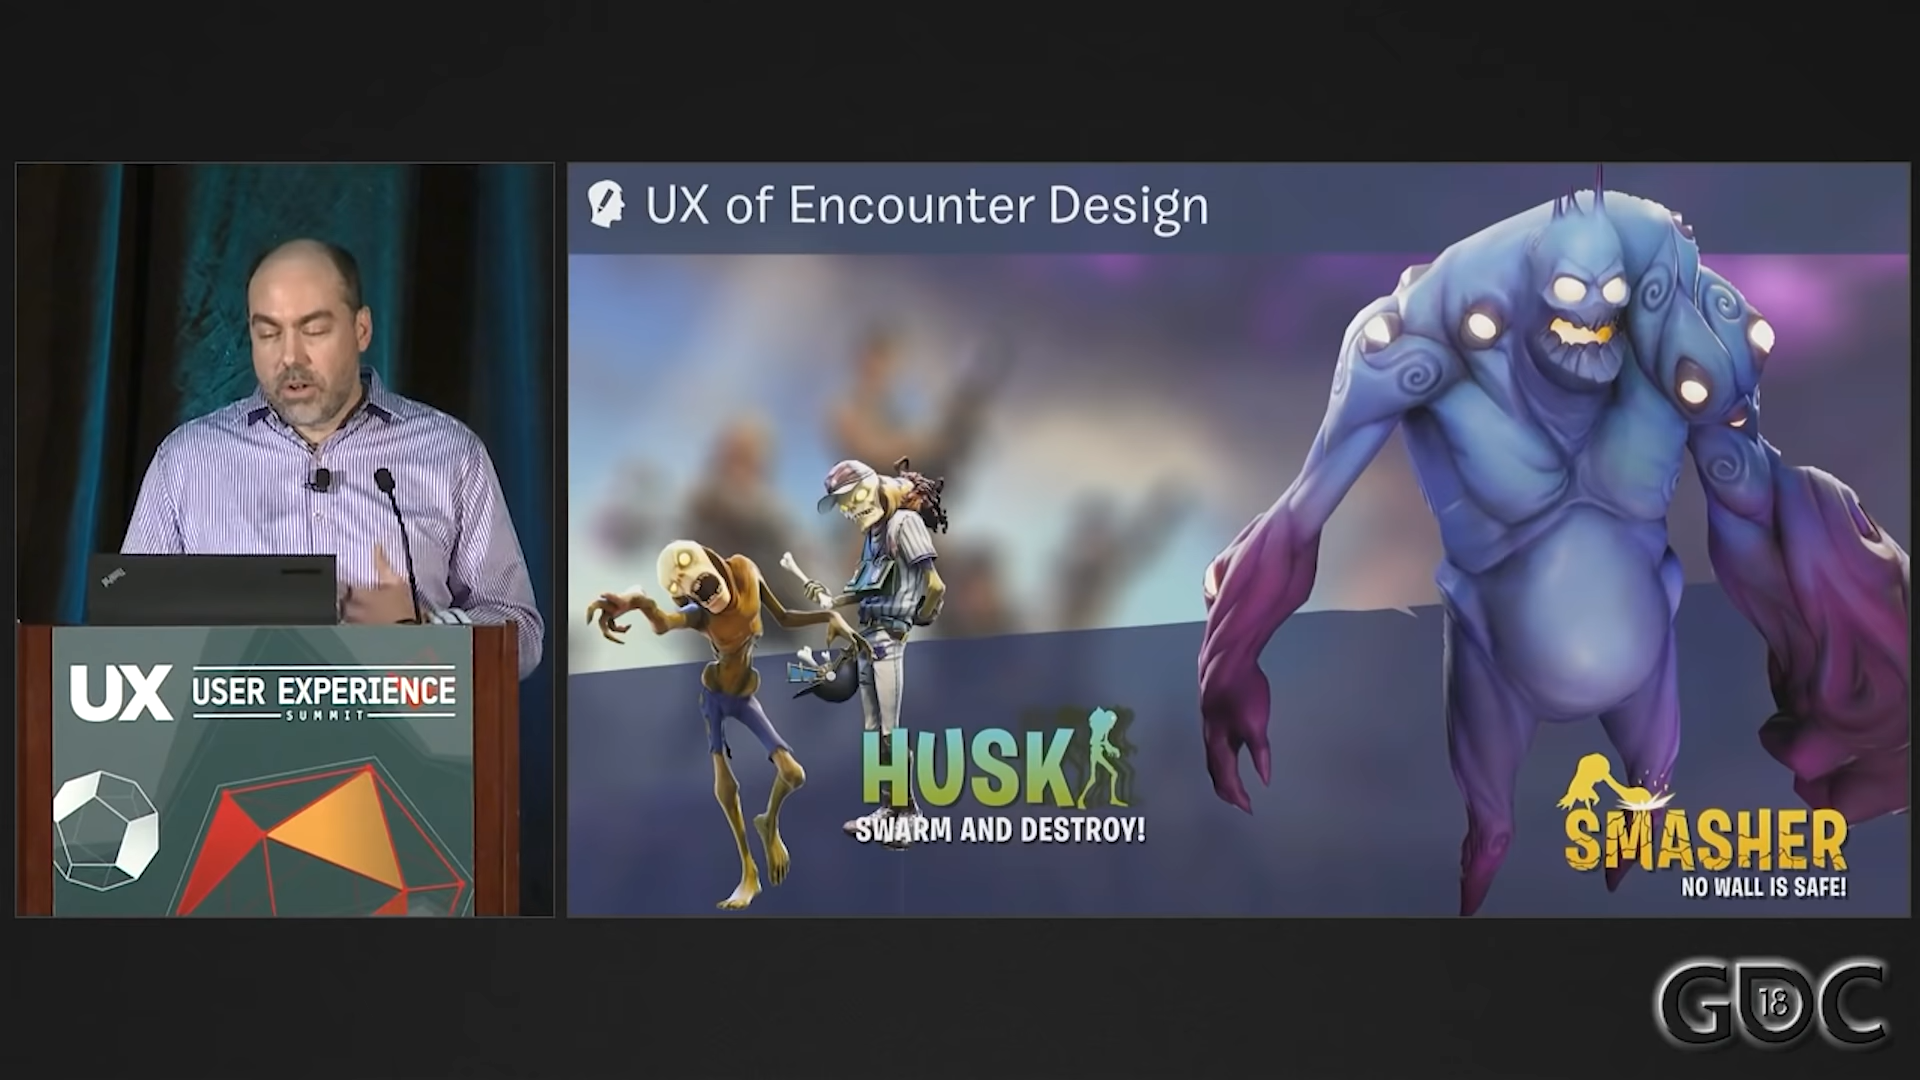 UX of Encounter Design
HUSK
SWARM AND DESTROY!
SMASHER
NO WALL IS SAFE!
ThinkPad
UX USER EXPERIENCE
SUMMIT
GDC
18